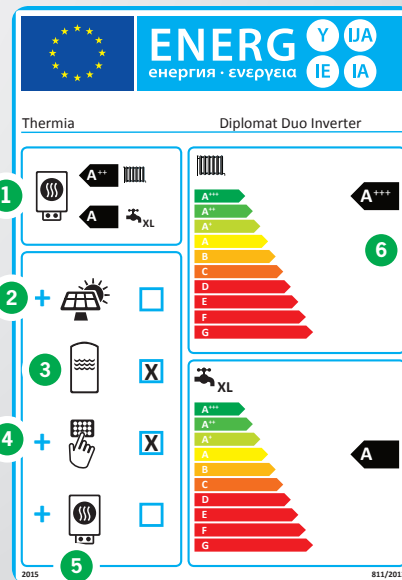 ENERG Y IJA
енергия · ενεργεια IE IA
Thermia Diplomat Duo Inverter
1
A++
A
XL
2
+
3
X
4
+
X
+
5
A+++
A++
A+
A
B
C
D
E
F
G
A+++
6
XL
A+++
A++
A+
A
B
C
D
E
F
G
A
2015
811/201